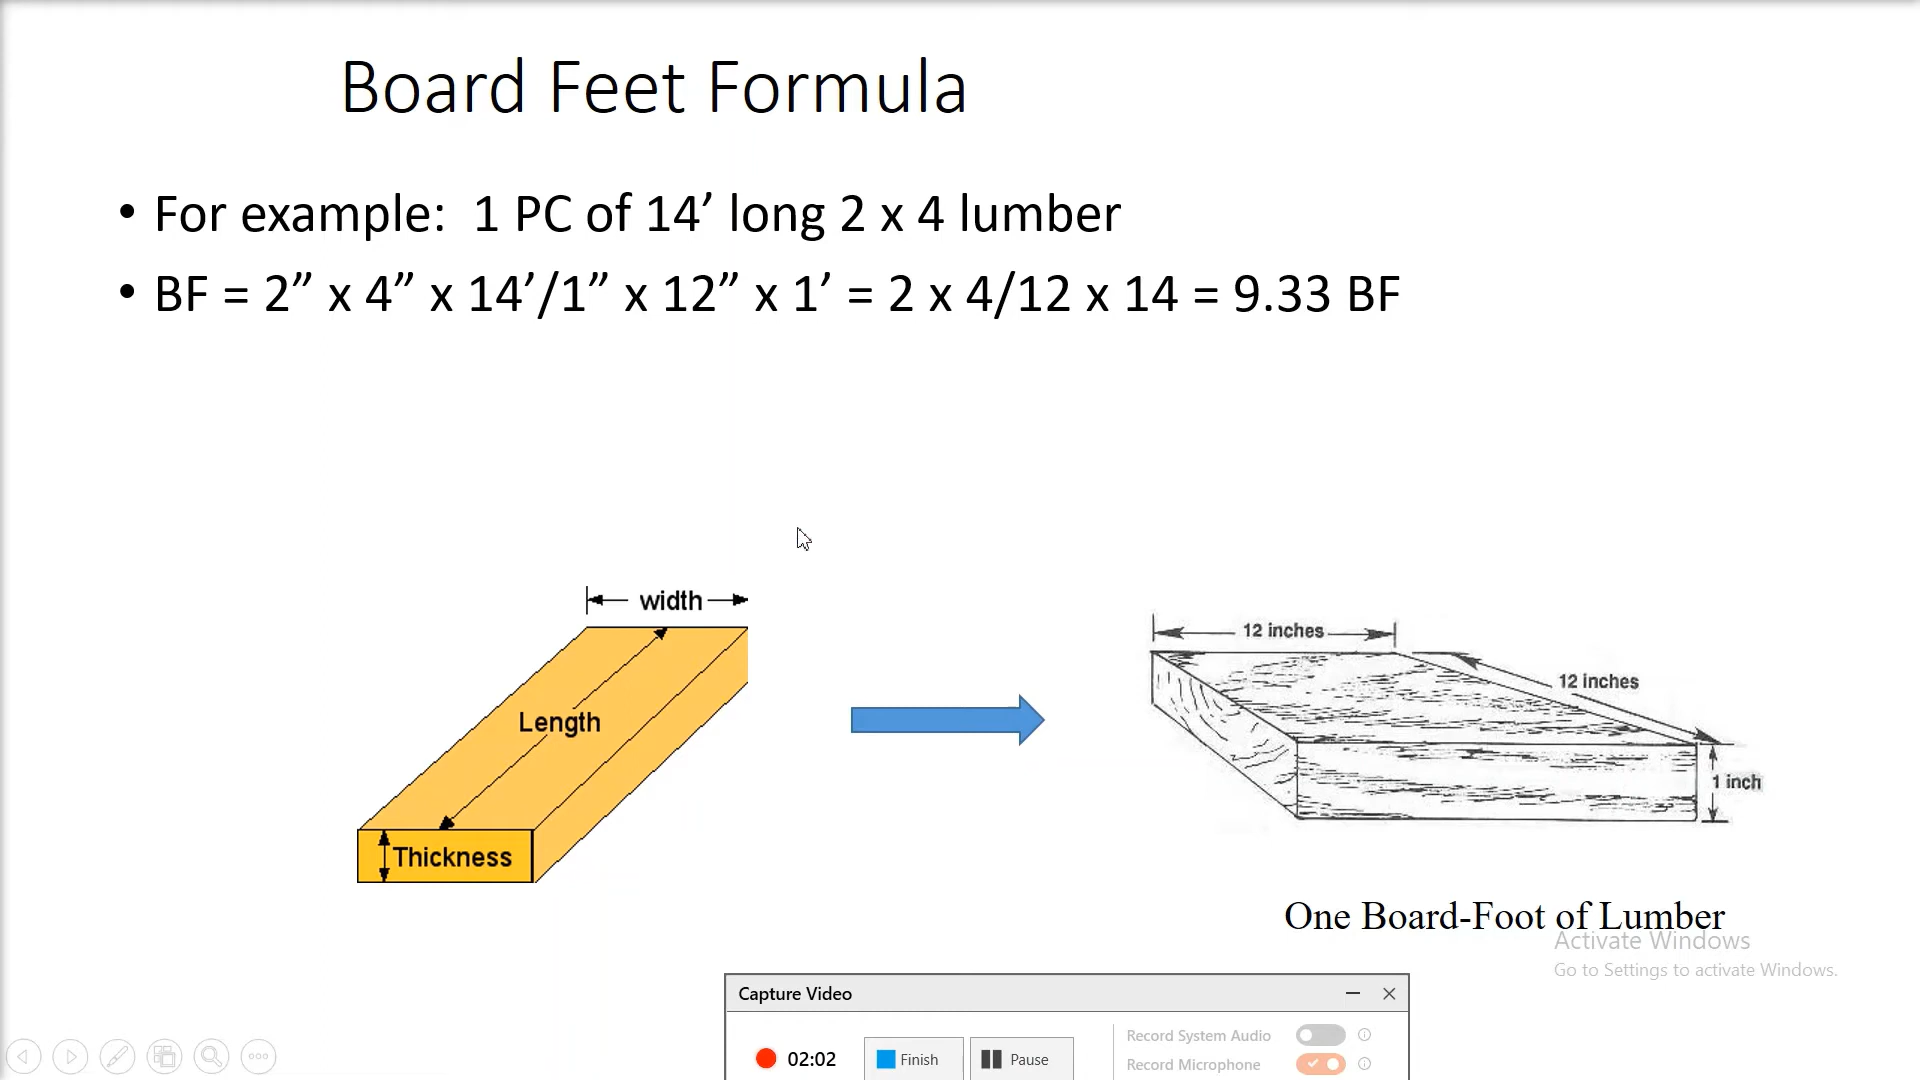 Board Feet Formula
• For example:  1 PC of 14’ long 2 x 4 lumber
• BF = 2” x 4” x 14’/1” x 12” x 1’ = 2 x 4/12 x 14 = 9.33 BF
width
Length
Thickness
12 inches
12 inches
1 inch
One Board-Foot of Lumber
Activate Windows
Go to Settings to activate Windows.
Capture Video
02:02
Finish
Pause
Record System Audio
Record Microphone